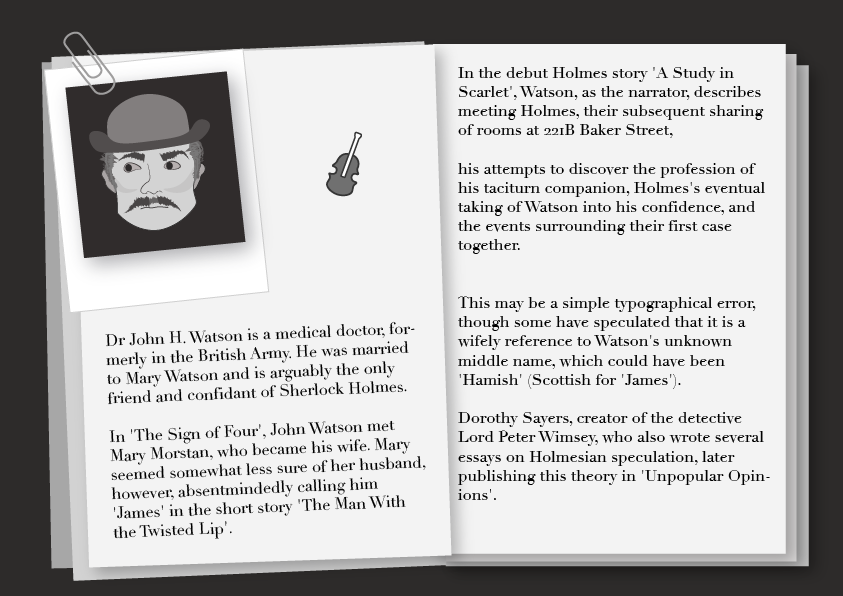 Dr John H. Watson is a medical doctor, for-
merly in the British Army. He was married
to Mary Watson and is arguably the only
friend and confidant of Sherlock Holmes.
In 'The Sign of Four', John Watson met
Mary Morstan, who became his wife. Mary
seemed somewhat less sure of her husband,
however, absentmindedly calling him
'James' in the short story 'The Man With
the Twisted Lip'.
In the debut Holmes story 'A Study in
Scarlet', Watson, as the narrator, describes
meeting Holmes, their subsequent sharing
of rooms at 221B Baker Street,
his attempts to discover the profession of
his taciturn companion, Holmes's eventual
taking of Watson into his confidence, and
the events surrounding their first case
together.
This may be a simple typographical error,
though some have speculated that it is a
wifely reference to Watson's unknown
middle name, which could have been
'Hamish' (Scottish for 'James').
Dorothy Sayers, creator of the detective
Lord Peter Wimsey, who also wrote several
essays on Holmesian speculation, later
publishing this theory in 'Unpopular Opin-
ions'.